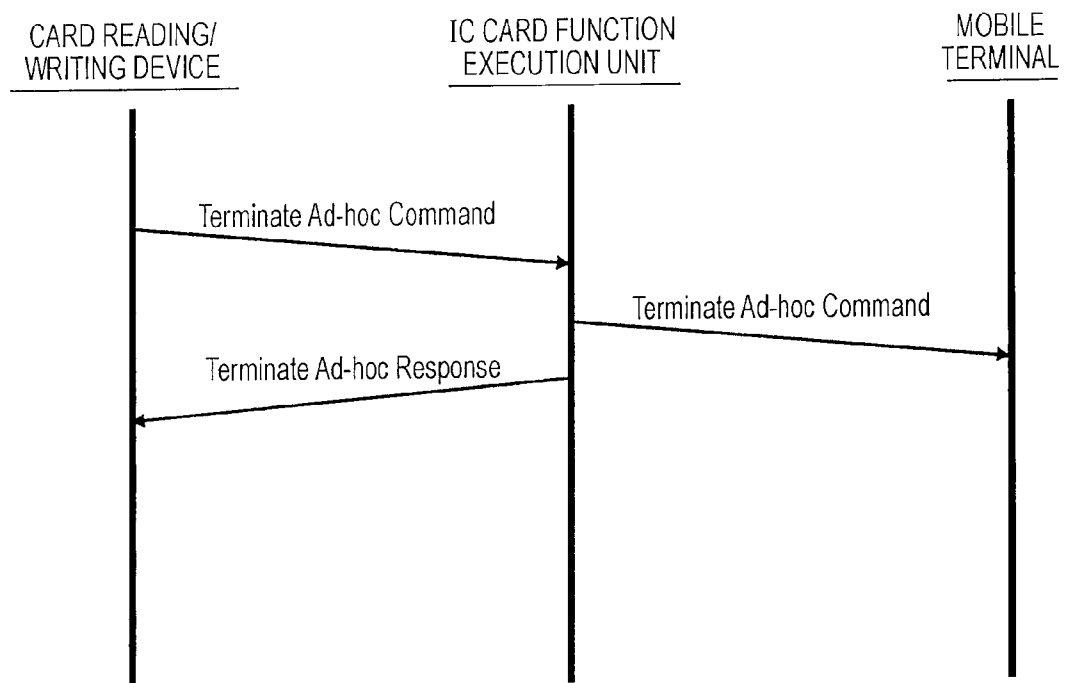 CARD READING/
WRITING DEVICE
IC CARD FUNCTION
EXECUTION UNIT
MOBILE
TERMINAL
Terminate Ad-hoc Command
Terminate Ad-hoc Command
Terminate Ad-hoc Response